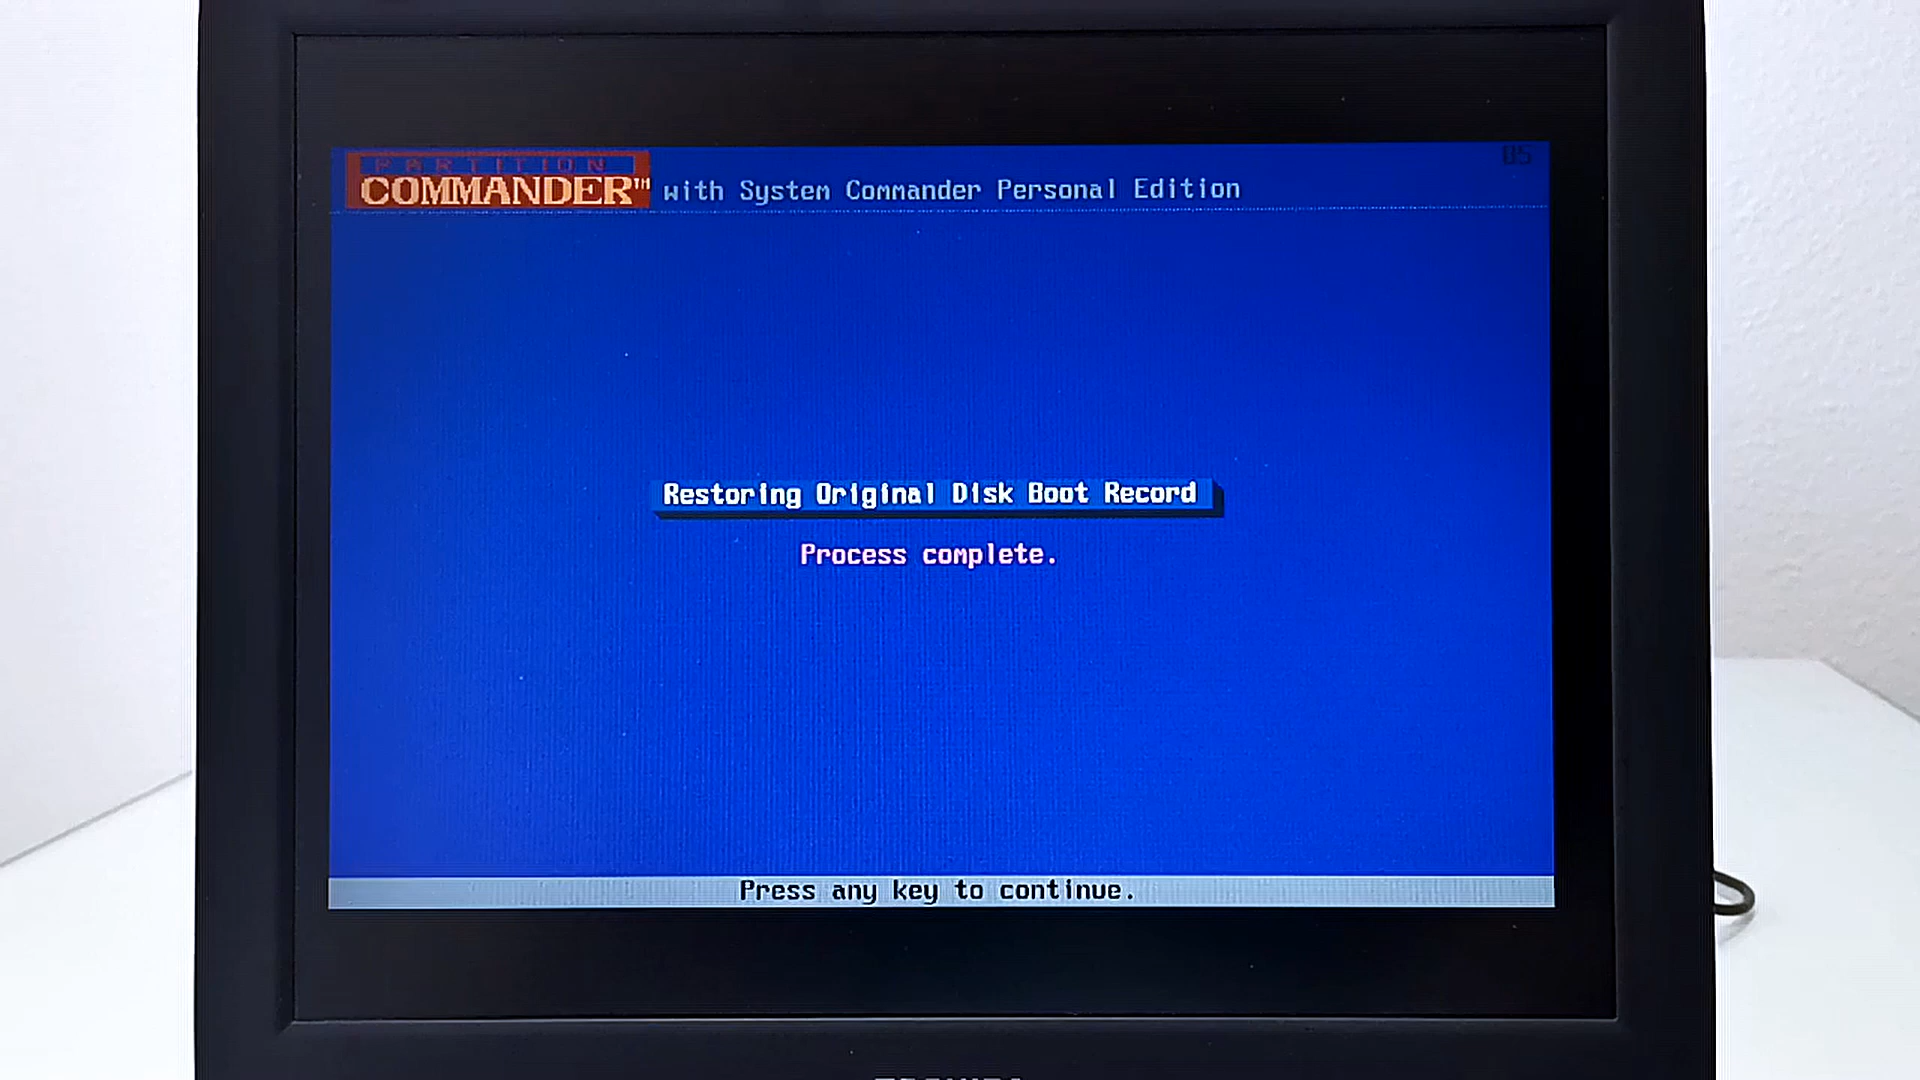 PARTITION
COMMANDER™ with System Commander Personal Edition
Restoring Original Disk Boot Record
Process complete.
Press any key to continue.